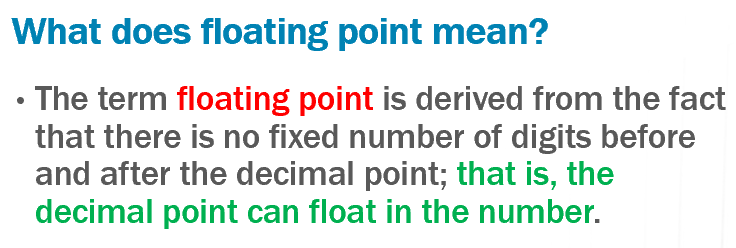 What does floating point mean?
• The term floating point is derived from the fact
that there is no fixed number of digits before
and after the decimal point; that is, the
decimal point can float in the number.